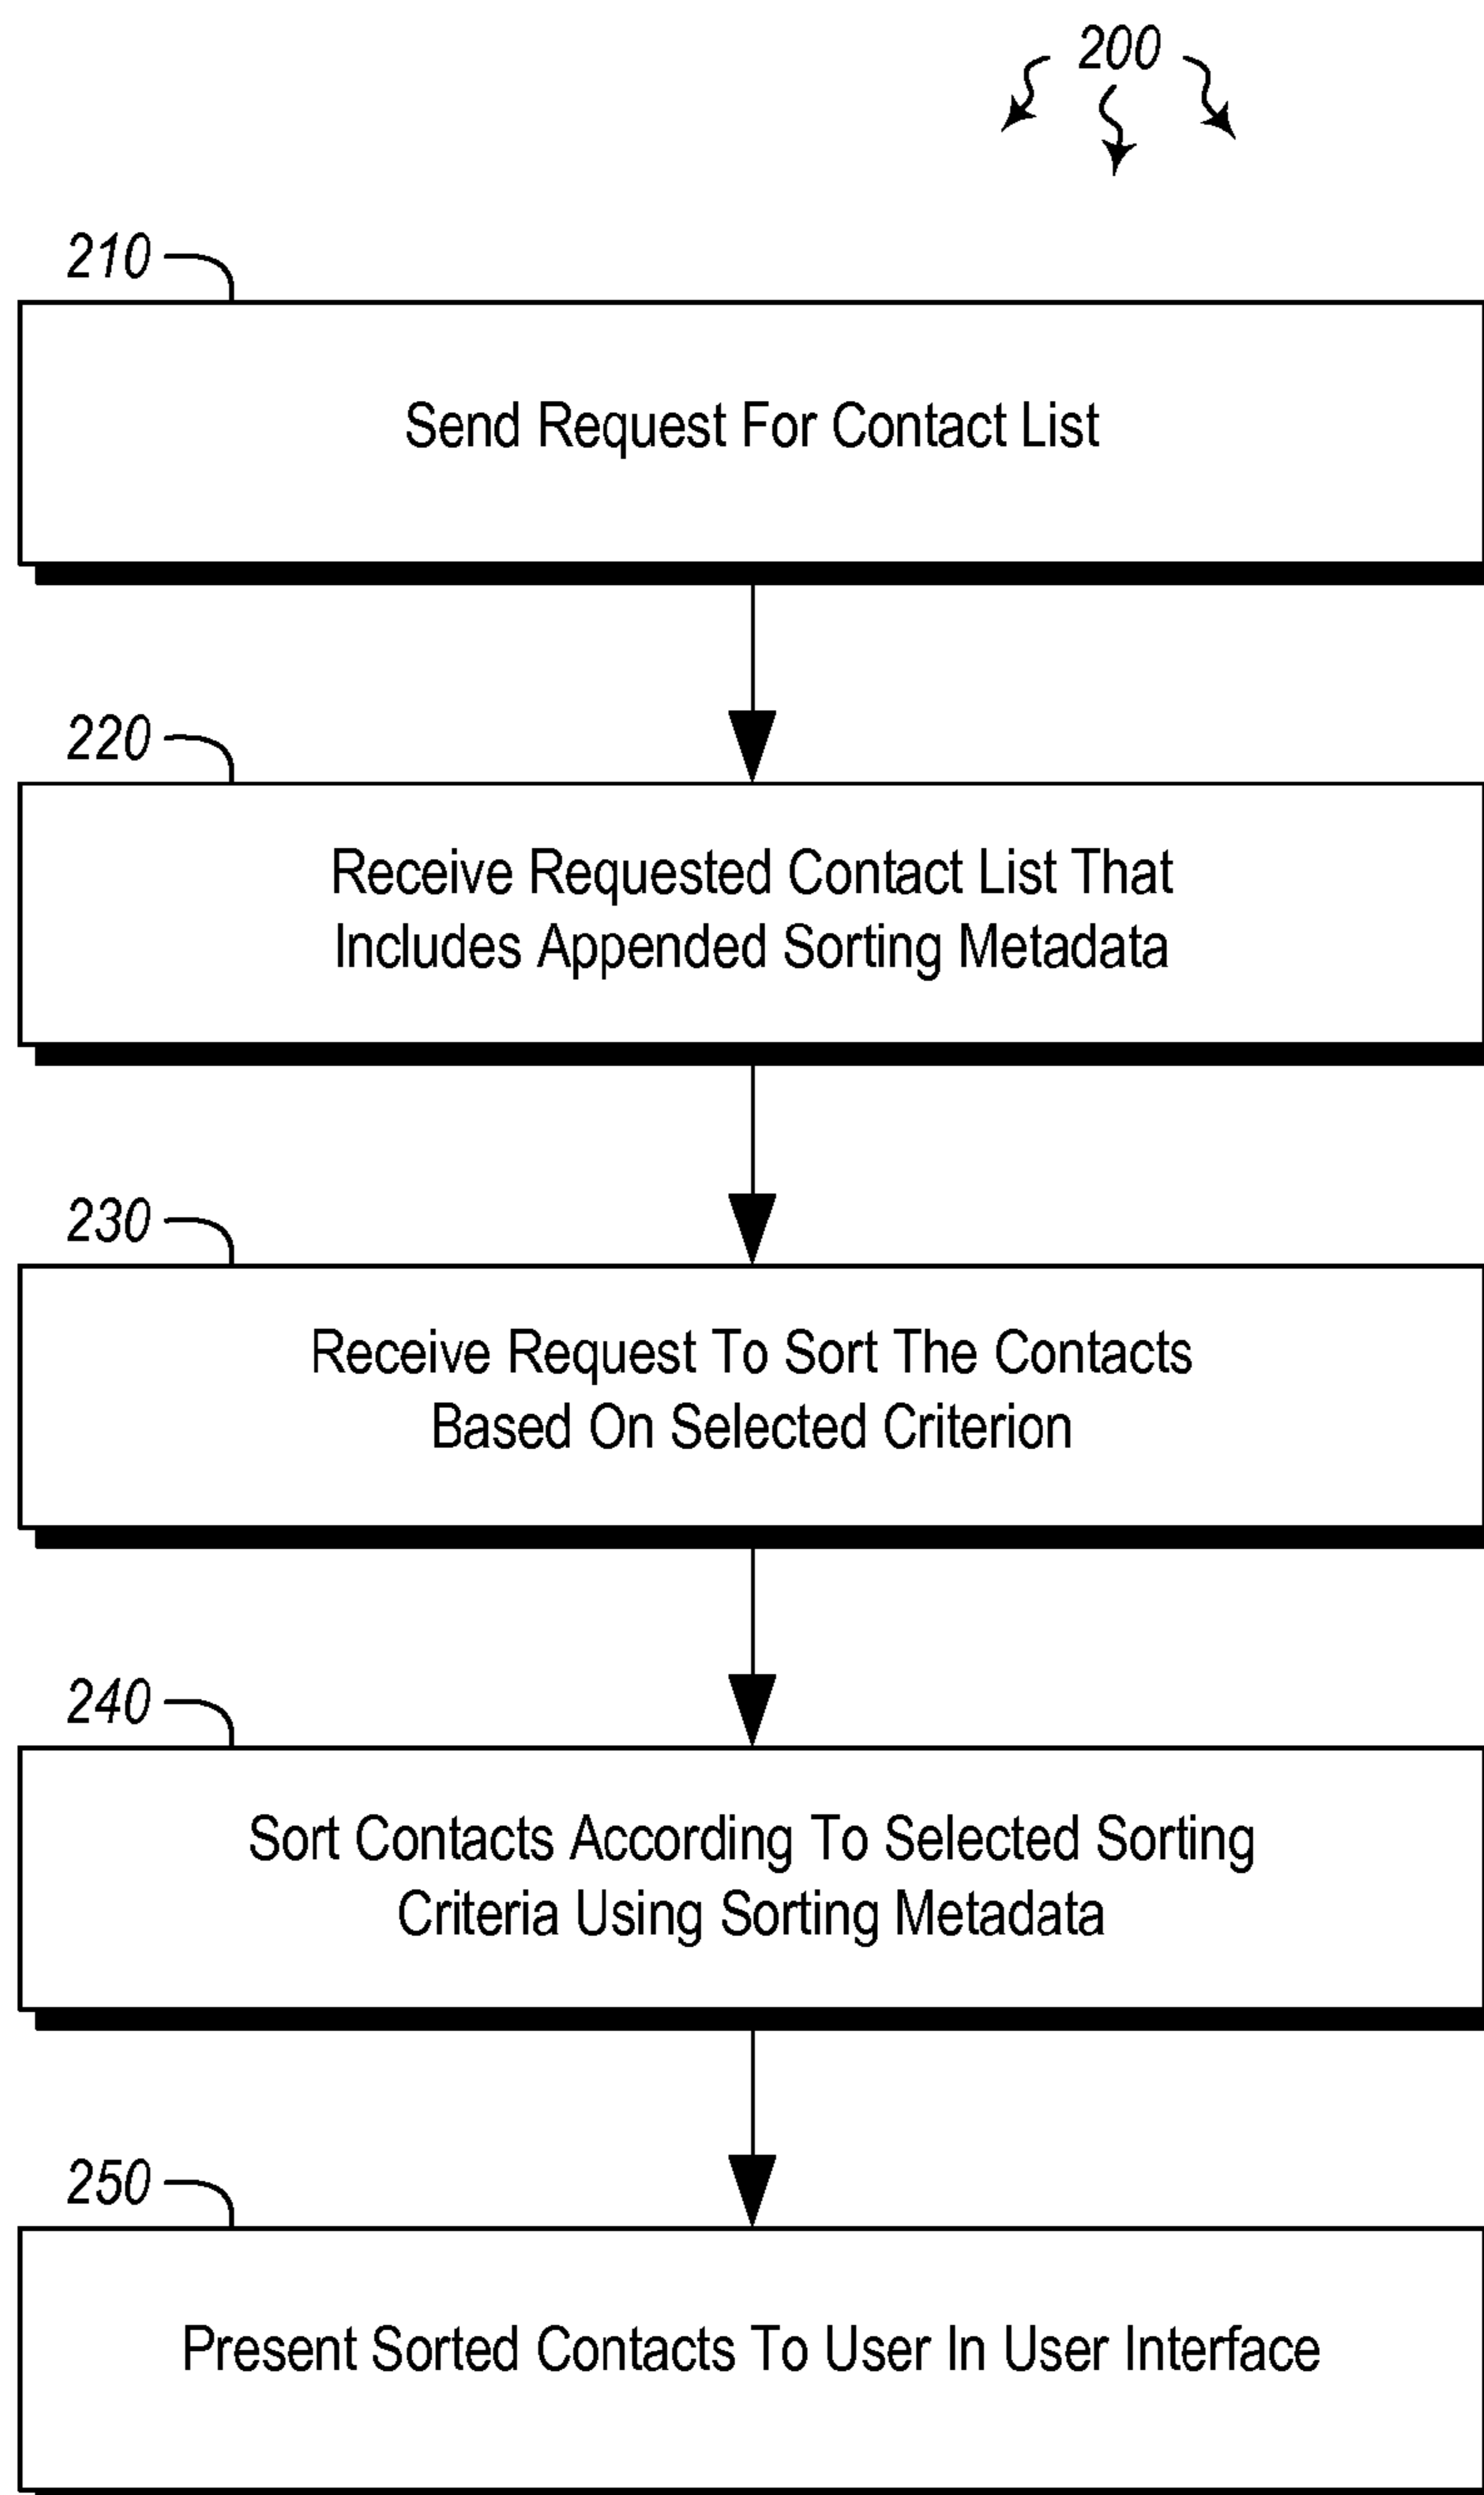 200
210
Send Request For Contact List
220
Receive Requested Contact List That
Includes Appended Sorting Metadata
230
Receive Request To Sort The Contacts
Based On Selected Criterion
240
Sort Contacts According To Selected Sorting
Criteria Using Sorting Metadata
250
Present Sorted Contacts To User In User Interface